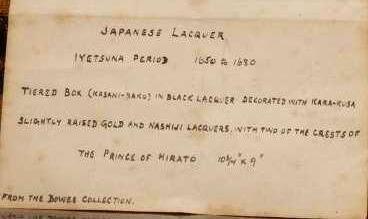 JAPANESE LACQUER
IYETSUNA PERIOD 1650 to 1680
TIERED BOX (KASANI-BAKO) IN BLACK LACQUER DECORATED WITH KARA-KUSA
SLIGHTLY RAISED GOLD AND NASHIJI LACQUERS, WITH TWO OF THE CRESTS OF
THE PRINCE OF HIRATO 10¾" x 9"
FROM THE BOWES COLLECTION.